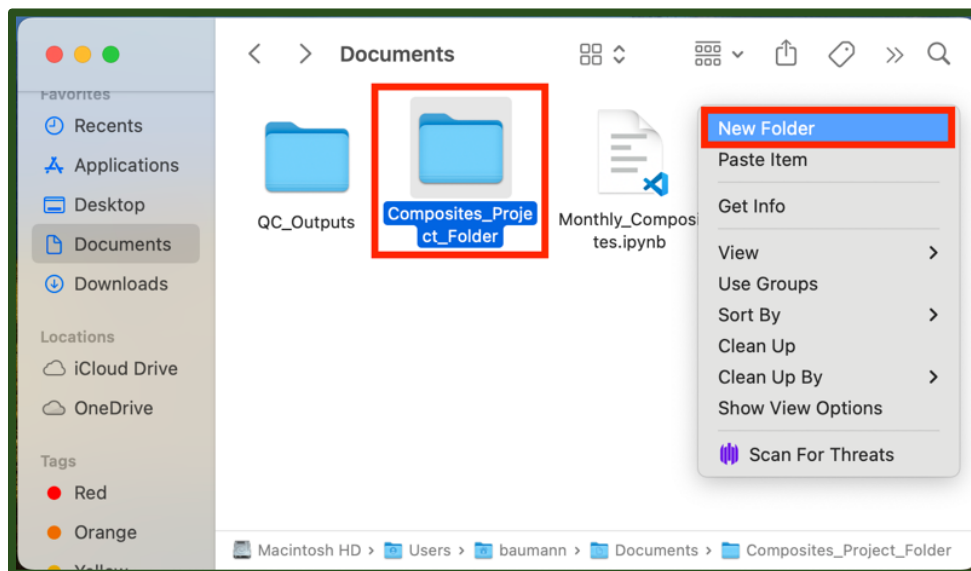 Documents
Favorites
Recents
Applications
Desktop
Documents
Downloads
Locations
iCloud Drive
OneDrive
Tags
Red
Orange
Yellow
QC_Outputs
Composites_Proje
ct_Folder
Monthly_Composi
tes.ipynb
New Folder
Paste Item
Get Info
View
Use Groups
Sort By
Clean Up
Clean Up By
Show View Options
Scan For Threats
Macintosh HD › Users › baumann › Documents › Composites_Project_Folder